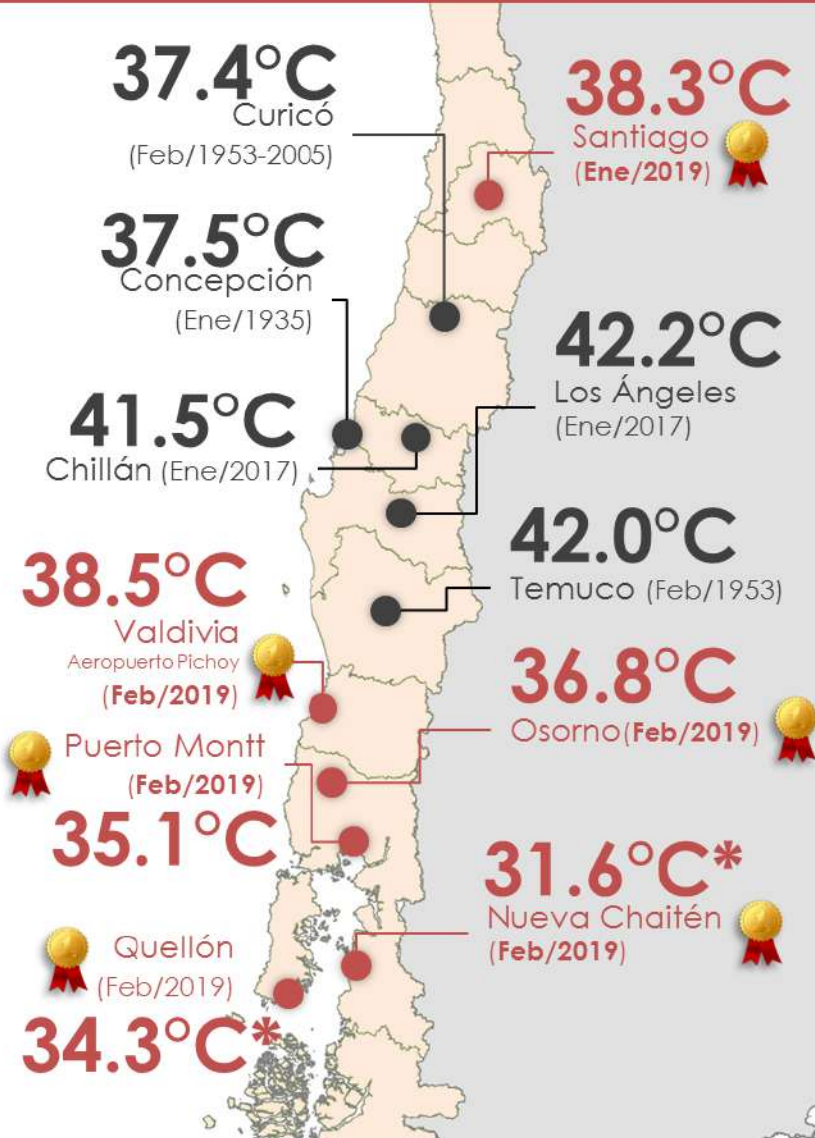 37.4°C
Curicó
(Feb/1953-2005)
38.3°C
Santiago
(Ene/2019)
37.5°C
Concepción
(Ene/1935)
42.2°C
Los Ángeles
(Ene/2017)
41.5°C
Chillán (Ene/2017)
42.0°C
Temuco (Feb/1953)
38.5°C
Valdivia
Aeropuerto Pichoy
(Feb/2019)
36.8°C
Osorno(Feb/2019)
Puerto Montt
(Feb/2019)
35.1°C
31.6°C*
Nueva Chaitén
(Feb/2019)
Quellón
(Feb/2019)
34.3°C*